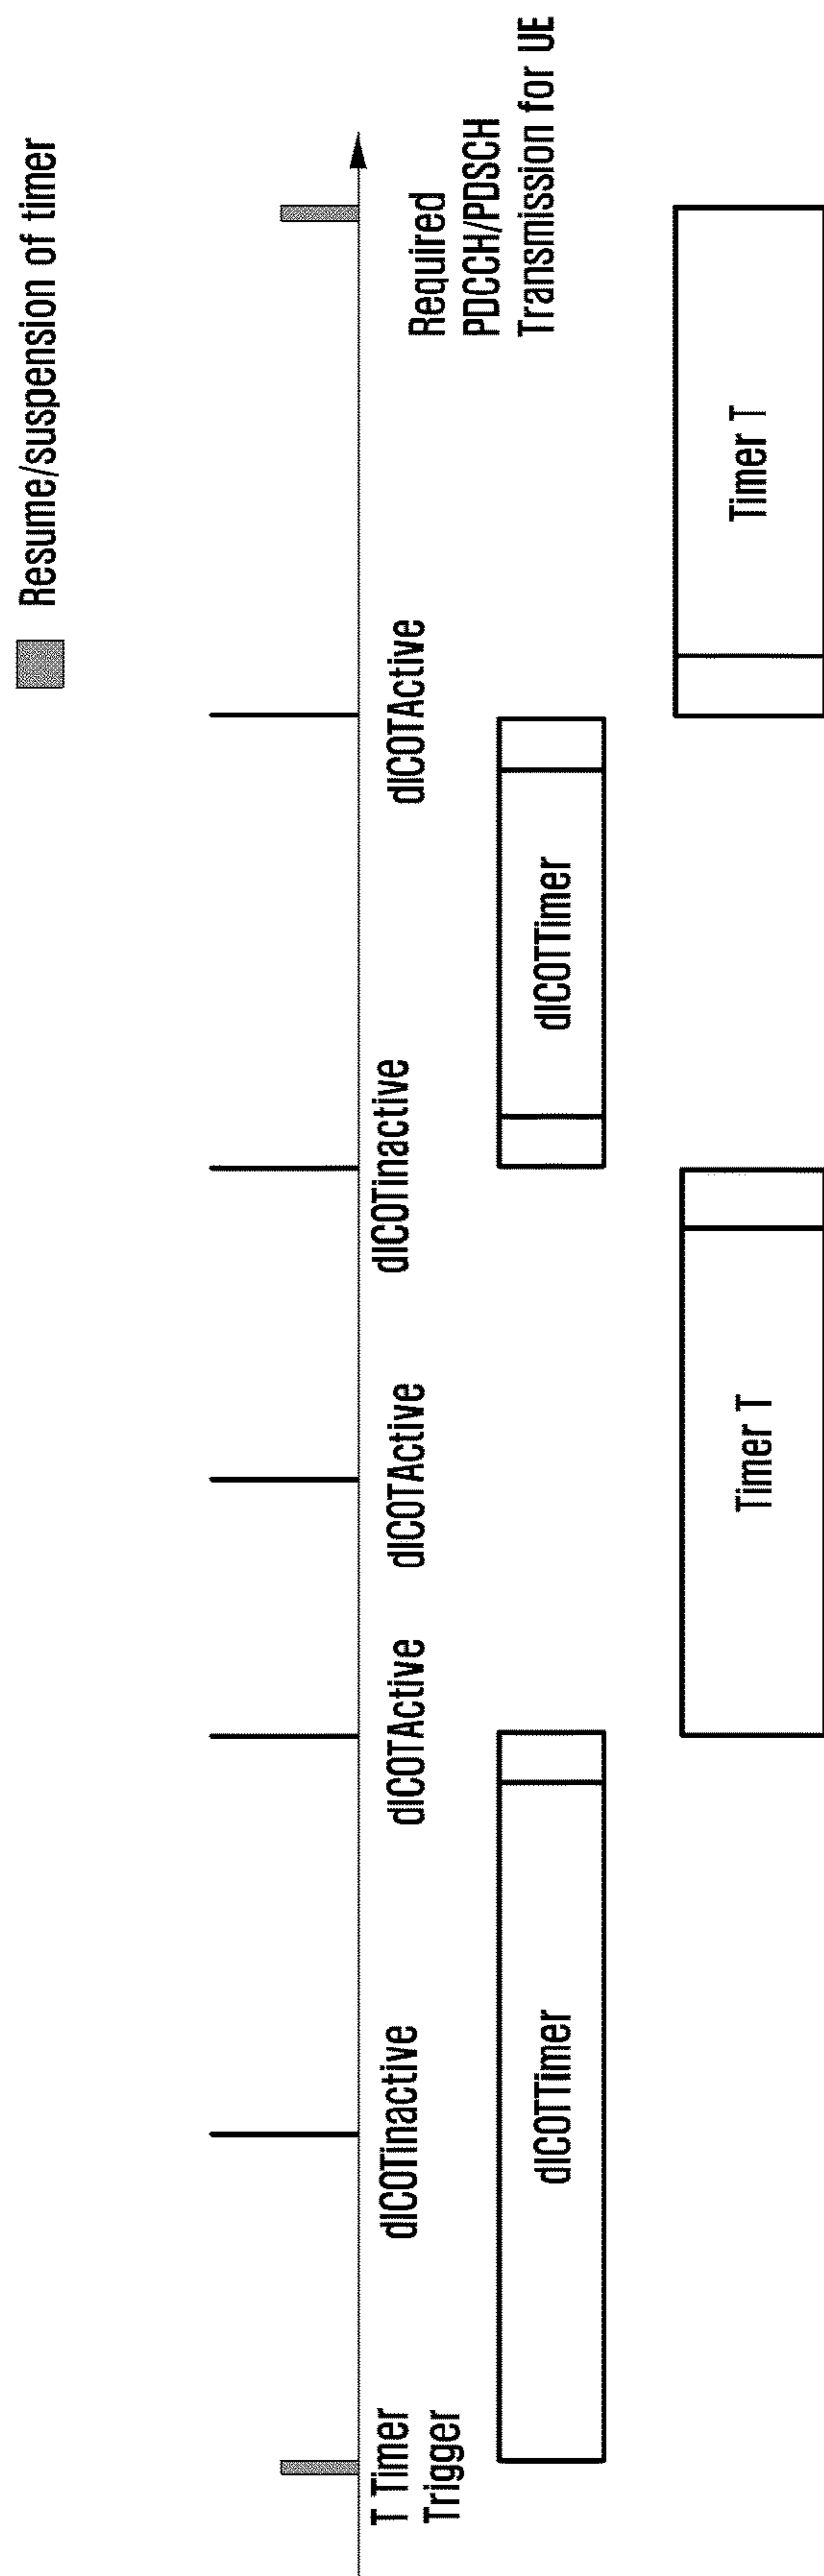 Resume/suspension of timer
T Timer
Trigger
dlCOTinactive
dlCOTActive
dlCOTActive
dlCOTinactive
dlCOTActive
Required
PDCCH/PDSCH
Transmission for UE
dlCOTTimer
dlCOTTimer
Timer T
Timer T